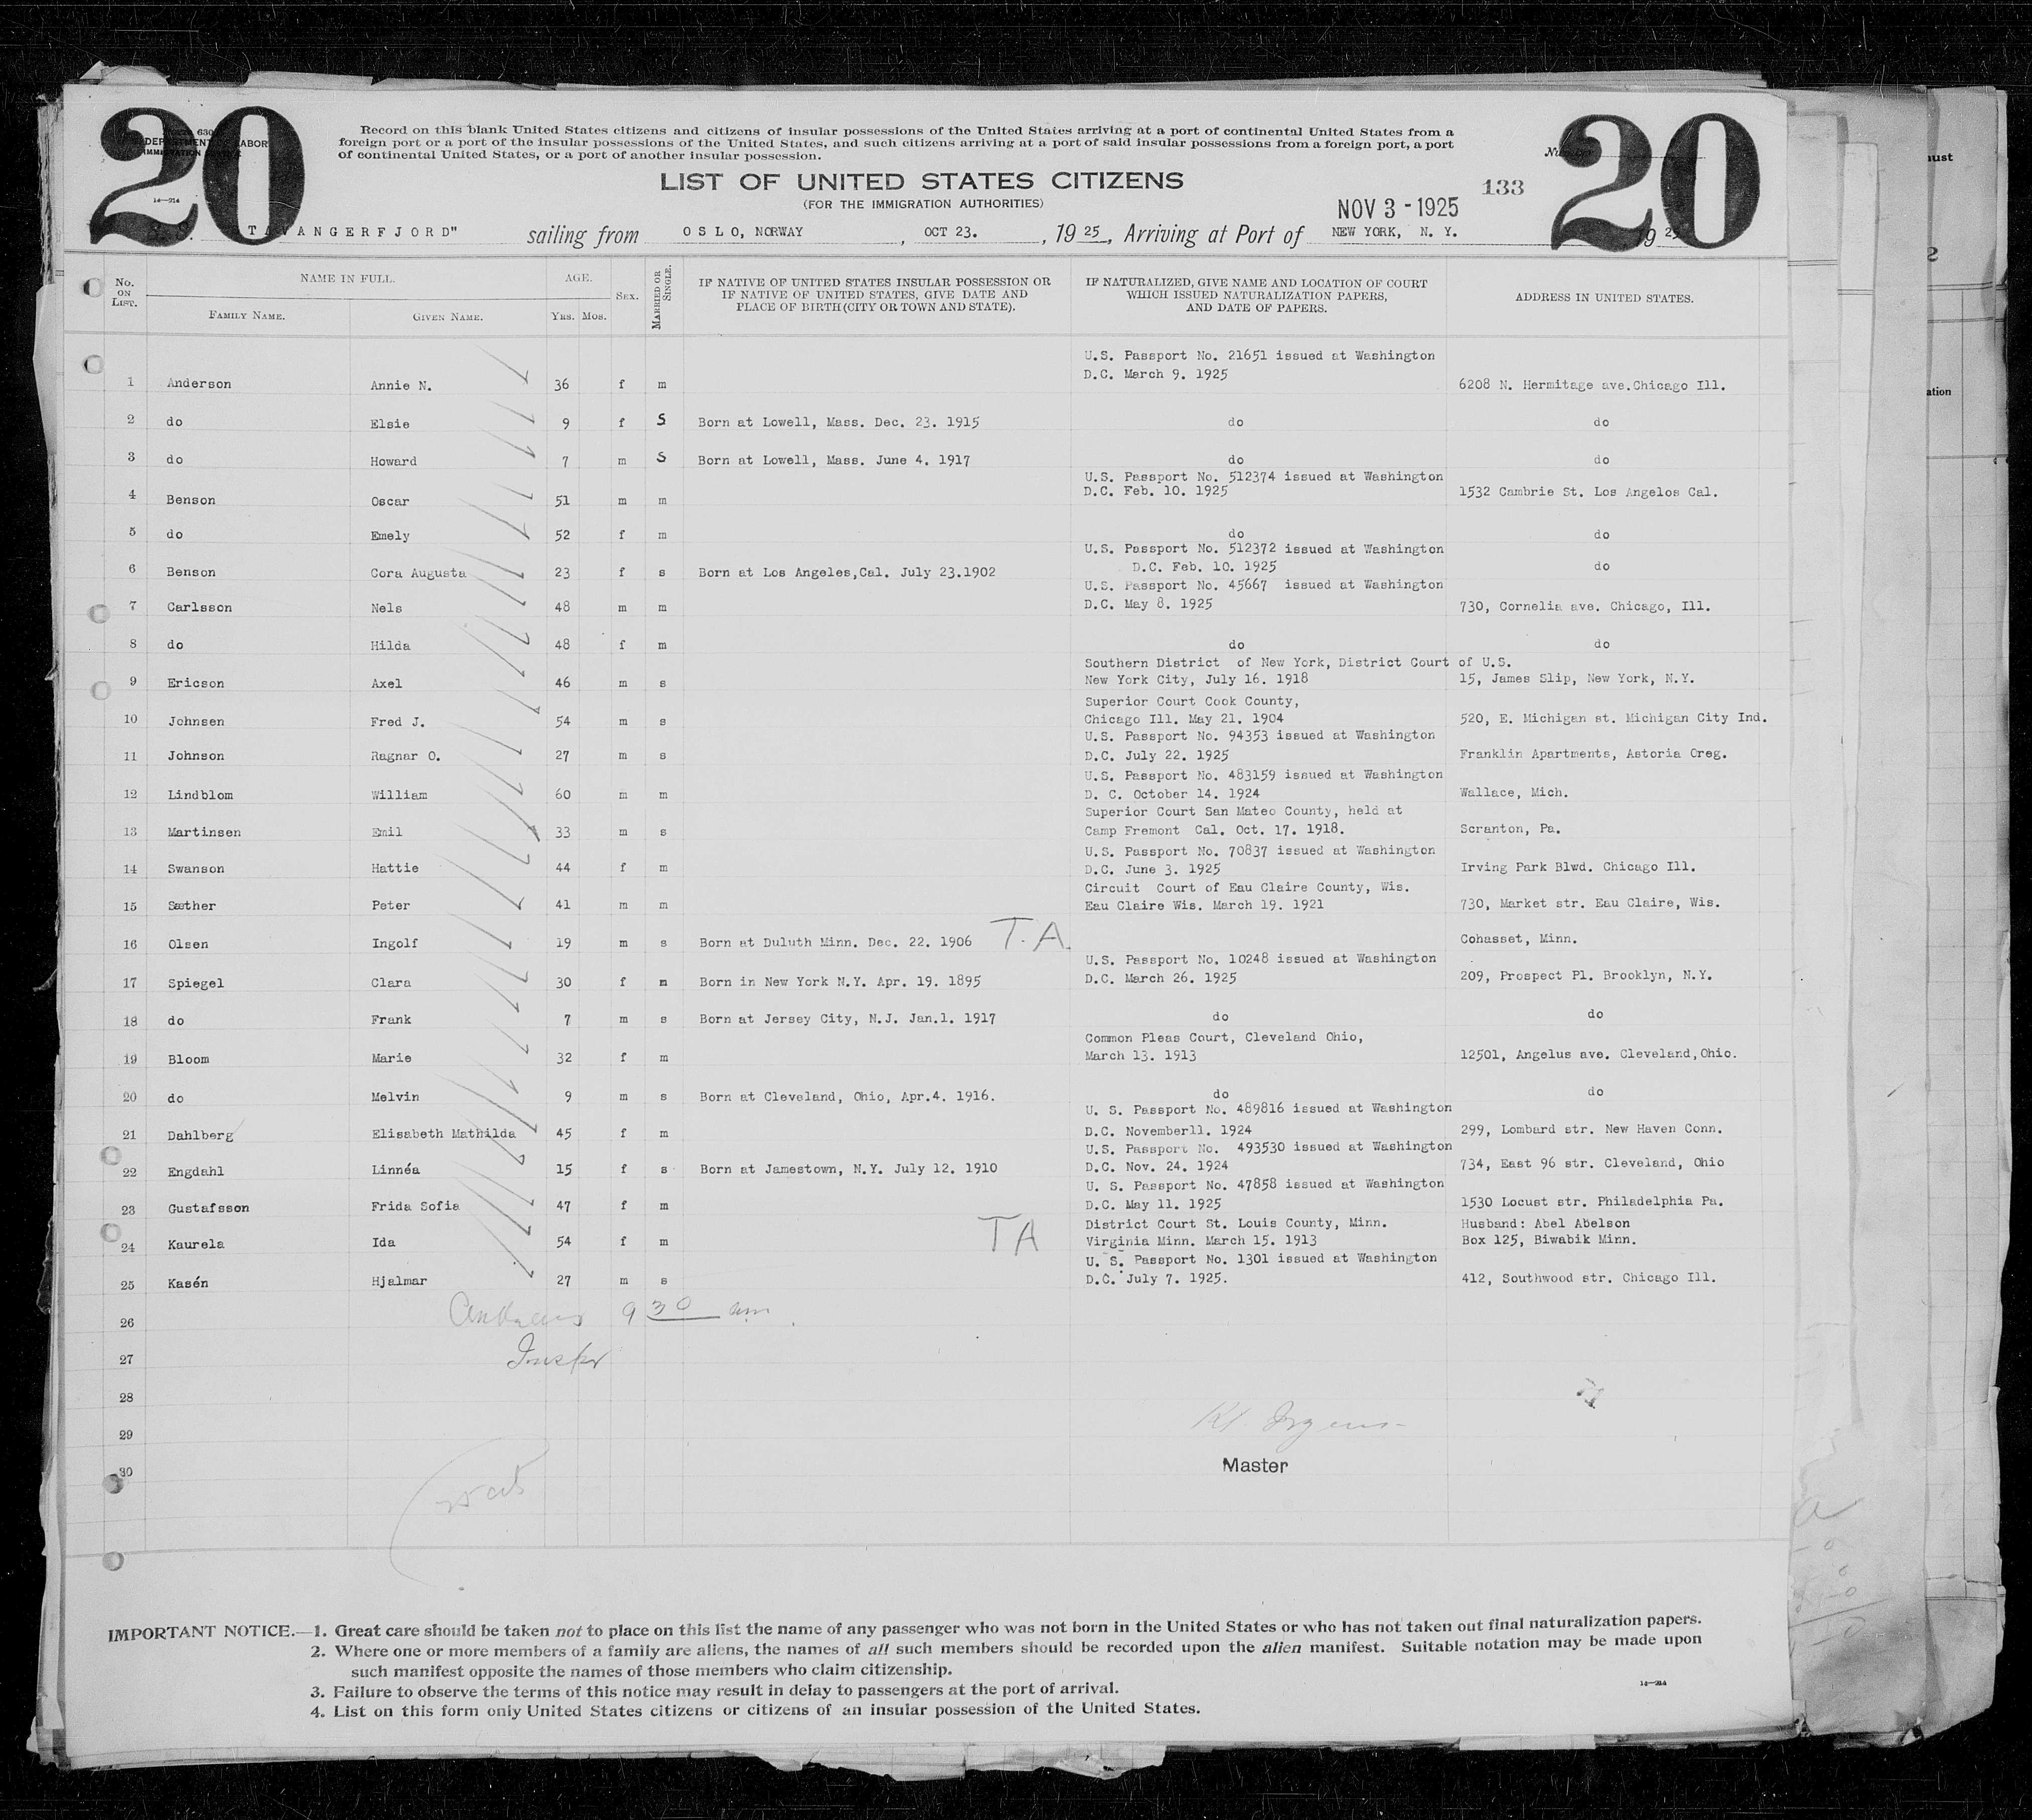 20
20
DEPARTMENT OF LABOR
14—214
Record on this blank United States citizens and citizens of insular possessions of the United States arriving at a port of continental United States from a
foreign port or a port of the insular possessions of the United States, and such citizens arriving at a port of said insular possessions from a foreign port, a port
of continental United States, or a port of another insular possession.
LIST OF UNITED STATES CITIZENS
(FOR THE IMMIGRATION AUTHORITIES)
133
NOV 3 - 1925
TAVANGERFJORD" sailing from OSLO, NORWAY, OCT 23., 1925, Arriving at Port of NEW YORK, N. Y. 1925
No. ON LIST. NAME IN FULL. FAMILY NAME. GIVEN NAME. AGE. YRS. MOS. SEX. MARRIED OR SINGLE. IF NATIVE OF UNITED STATES INSULAR POSSESSION OR IF NATIVE OF UNITED STATES, GIVE DATE AND PLACE OF BIRTH (CITY OR TOWN AND STATE). IF NATURALIZED, GIVE NAME AND LOCATION OF COURT WHICH ISSUED NATURALIZATION PAPERS, AND DATE OF PAPERS. ADDRESS IN UNITED STATES.
U.S. Passport No. 21651 issued at Washington
1 Anderson Annie N. 36 f m D.C. March 9. 1925 6208 N. Hermitage ave.Chicago Ill.
2 do Elsie 9 f S Born at Lowell, Mass. Dec. 23. 1915 do do
3 do Howard 7 m S Born at Lowell, Mass. June 4. 1917 do do
U.S. Passport No. 512374 issued at Washington
4 Benson Oscar 51 m m D.C. Feb. 10. 1925 1532 Cambrie St. Los Angelos Cal.
5 do Emely 52 f m do do
U.S. Passport No. 512372 issued at Washington
6 Benson Cora Augusta 23 f s Born at Los Angeles,Cal. July 23.1902 D.C. Feb. 10. 1925 do
U.S. Passport No. 45667 issued at Washington
7 Carlsson Nels 48 m m D.C. May 8. 1925 730, Cornelia ave. Chicago, Ill.
8 do Hilda 48 f m do do
Southern District of New York, District Court of U.S.
9 Ericson Axel 46 m s New York City, July 16. 1918 15, James Slip, New York, N.Y.
Superior Court Cook County,
10 Johnsen Fred J. 54 m s Chicago Ill. May 21. 1904 520, E. Michigan st. Michigan City Ind.
U.S. Passport No. 94353 issued at Washington
11 Johnson Ragnar O. 27 m s D.C. July 22. 1925 Franklin Apartments, Astoria Oreg.
U.S. Passport No. 483159 issued at Washington
12 Lindblom William 60 m m D. C. October 14. 1924 Wallace, Mich.
Superior Court San Mateo County, held at
13 Martinsen Emil 33 m s Camp Fremont Cal. Oct. 17. 1918. Scranton, Pa.
U.S. Passport No. 70837 issued at Washington
14 Swanson Hattie 44 f m D.C. June 3. 1925 Irving Park Blwd. Chicago Ill.
Circuit Court of Eau Claire County, Wis.
15 Sæther Peter 41 m m Eau Claire Wis. March 19. 1921 730, Market str. Eau Claire, Wis.
16 Olsen Ingolf 19 m s Born at Duluth Minn. Dec. 22. 1906 T.A. Cohasset, Minn.
U.S. Passport No. 10248 issued at Washington
17 Spiegel Clara 30 f m Born in New York N.Y. Apr. 19. 1895 D.C. March 26. 1925 209, Prospect Pl. Brooklyn, N.Y.
18 do Frank 7 m s Born at Jersey City, N.J. Jan.1. 1917 do do
Common Pleas Court, Cleveland Ohio,
19 Bloom Marie 32 f m March 13. 1913 12501, Angelus ave. Cleveland,Ohio.
20 do Melvin 9 m s Born at Cleveland, Ohio, Apr.4. 1916. do do
U. S. Passport No. 489816 issued at Washington
21 Dahlberg Elisabeth Mathilda 45 f m D.C. November11. 1924 299, Lombard str. New Haven Conn.
U.S. Passport No. 493530 issued at Washington
22 Engdahl Linnéa 15 f s Born at Jamestown, N.Y. July 12. 1910 D.C. Nov. 24. 1924 734, East 96 str. Cleveland, Ohio
U. S. Passport No. 47858 issued at Washington
23 Gustafsson Frida Sofia 47 f m D.C. May 11. 1925 1530 Locust str. Philadelphia Pa.
District Court St. Louis County, Minn. Husband: Abel Abelson
24 Kaurela Ida 54 f m TA Virginia Minn. March 15. 1913 Box 125, Biwabik Minn.
U. S. Passport No. 1301 issued at Washington
25 Kasén Hjalmar 27 m s D.C. July 7. 1925. 412, Southwood str. Chicago Ill.
26 930 am
27 Inspr
28
29
Master
30
IMPORTANT NOTICE.—1. Great care should be taken not to place on this list the name of any passenger who was not born in the United States or who has not taken out final naturalization papers.
2. Where one or more members of a family are aliens, the names of all such members should be recorded upon the alien manifest. Suitable notation may be made upon
such manifest opposite the names of those members who claim citizenship.
3. Failure to observe the terms of this notice may result in delay to passengers at the port of arrival.
4. List on this form only United States citizens or citizens of an insular possession of the United States.
14—214